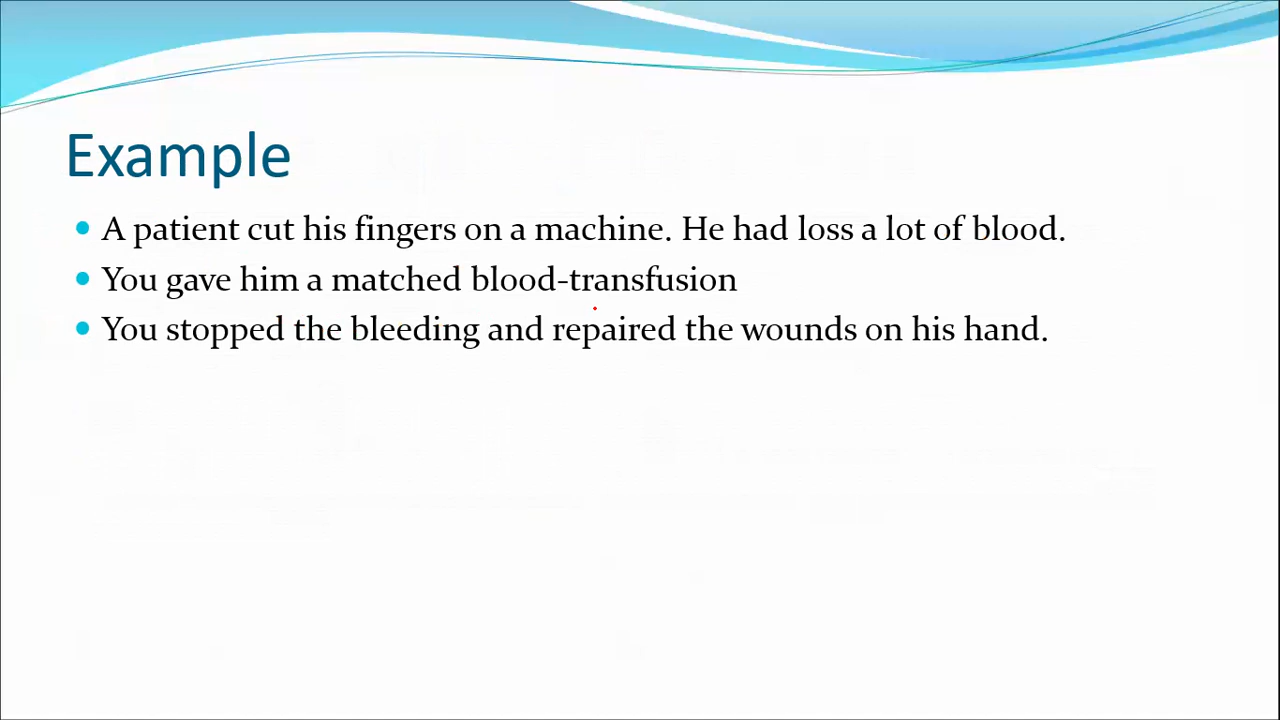 Example
• A patient cut his fingers on a machine. He had loss a lot of blood.
• You gave him a matched blood-transfusion
• You stopped the bleeding and repaired the wounds on his hand.